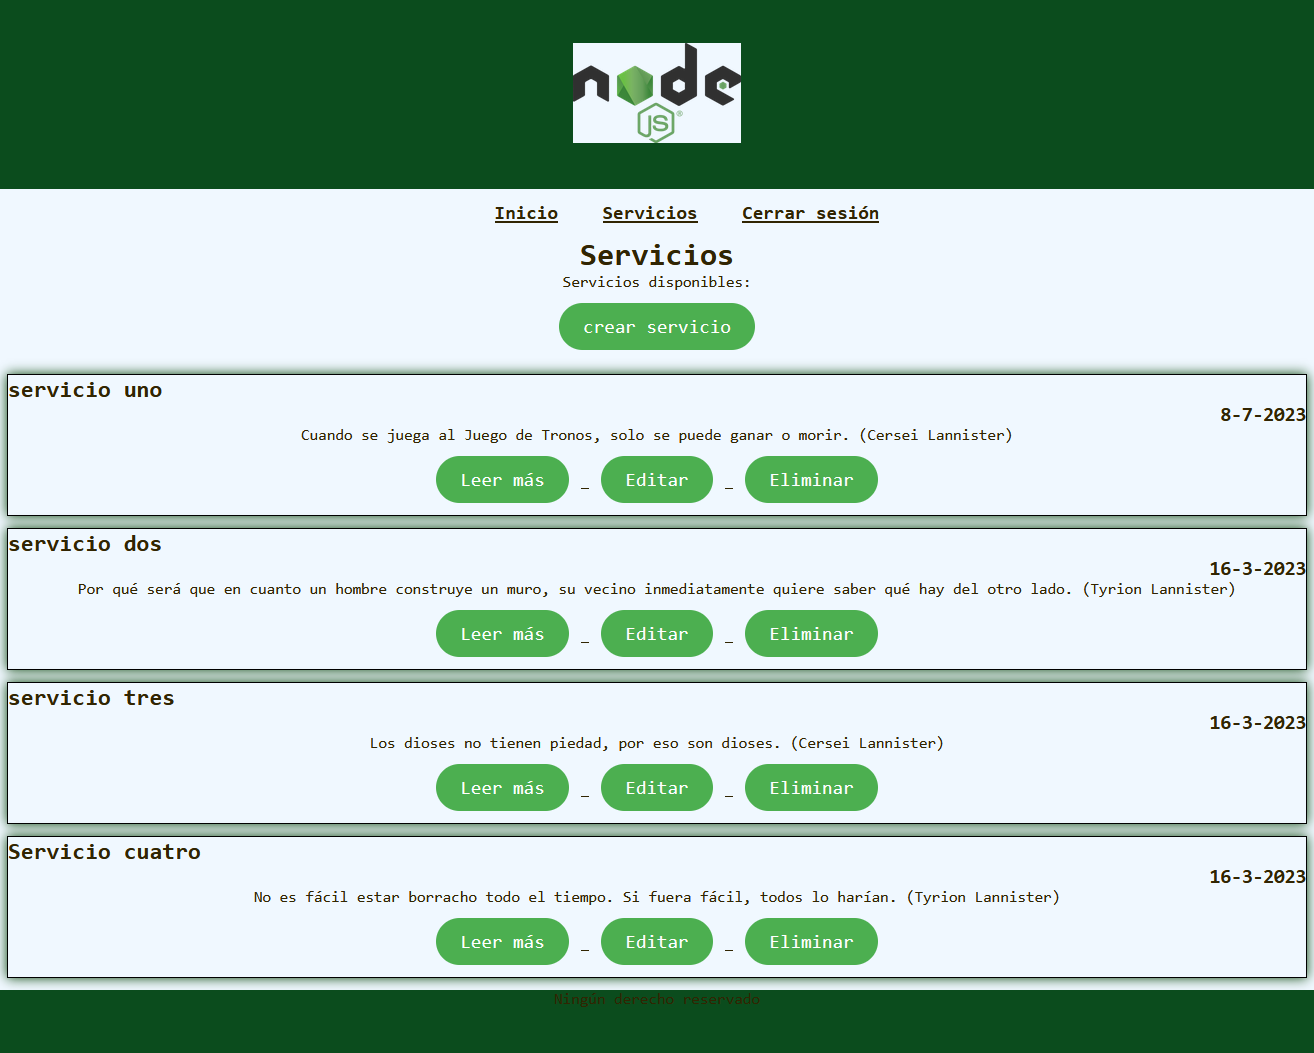 node
JS®
Inicio Servicios Cerrar sesión
Servicios
Servicios disponibles:
crear servicio
servicio uno
8-7-2023
Cuando se juega al Juego de Tronos, solo se puede ganar o morir. (Cersei Lannister)
Leer más _ Editar _ Eliminar
servicio dos
16-3-2023
Por qué será que en cuanto un hombre construye un muro, su vecino inmediatamente quiere saber qué hay del otro lado. (Tyrion Lannister)
Leer más _ Editar _ Eliminar
servicio tres
16-3-2023
Los dioses no tienen piedad, por eso son dioses. (Cersei Lannister)
Leer más _ Editar _ Eliminar
Servicio cuatro
16-3-2023
No es fácil estar borracho todo el tiempo. Si fuera fácil, todos lo harían. (Tyrion Lannister)
Leer más _ Editar _ Eliminar
Ningún derecho reservado